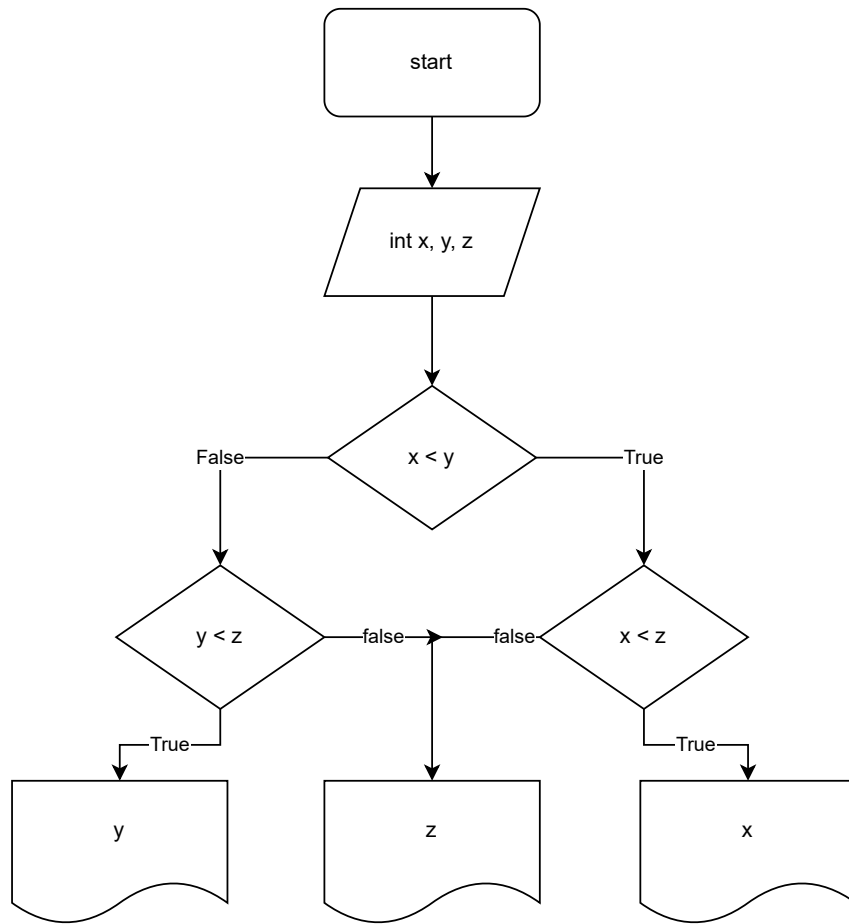 start
int x, y, z
x < y
False
True
y < z
false
false
x < z
True
True
y
z
x